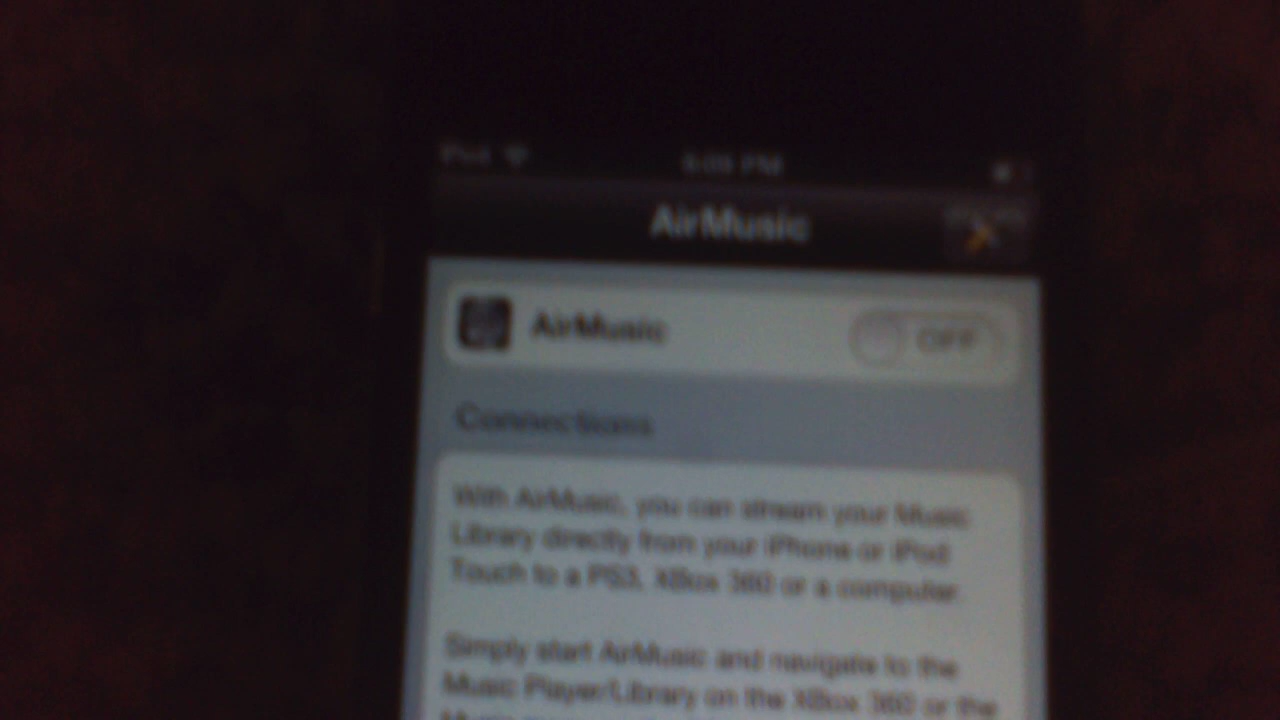 iPod PM
AirMusic
AirMusic OFF
Connections
With AirMusic, you can stream your Music
Library directly from your iPhone or iPod
Touch to a PS3, XBox 360 or a computer.
Simply start AirMusic and navigate to the
Music Player/Library on the XBox 360 or the
Music